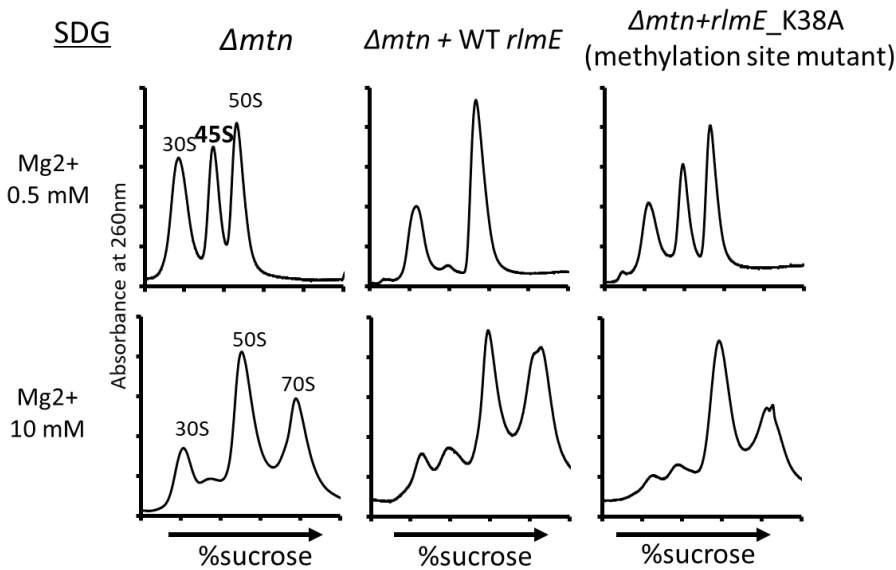 SDG
Δmtn
Δmtn + WT rlmE
Δmtn+rlmE_K38A
(methylation site mutant)
Mg2+
0.5 mM
30S
45S
50S
Absorbance at 260nm
Mg2+
10 mM
30S
50S
70S
%sucrose
%sucrose
%sucrose